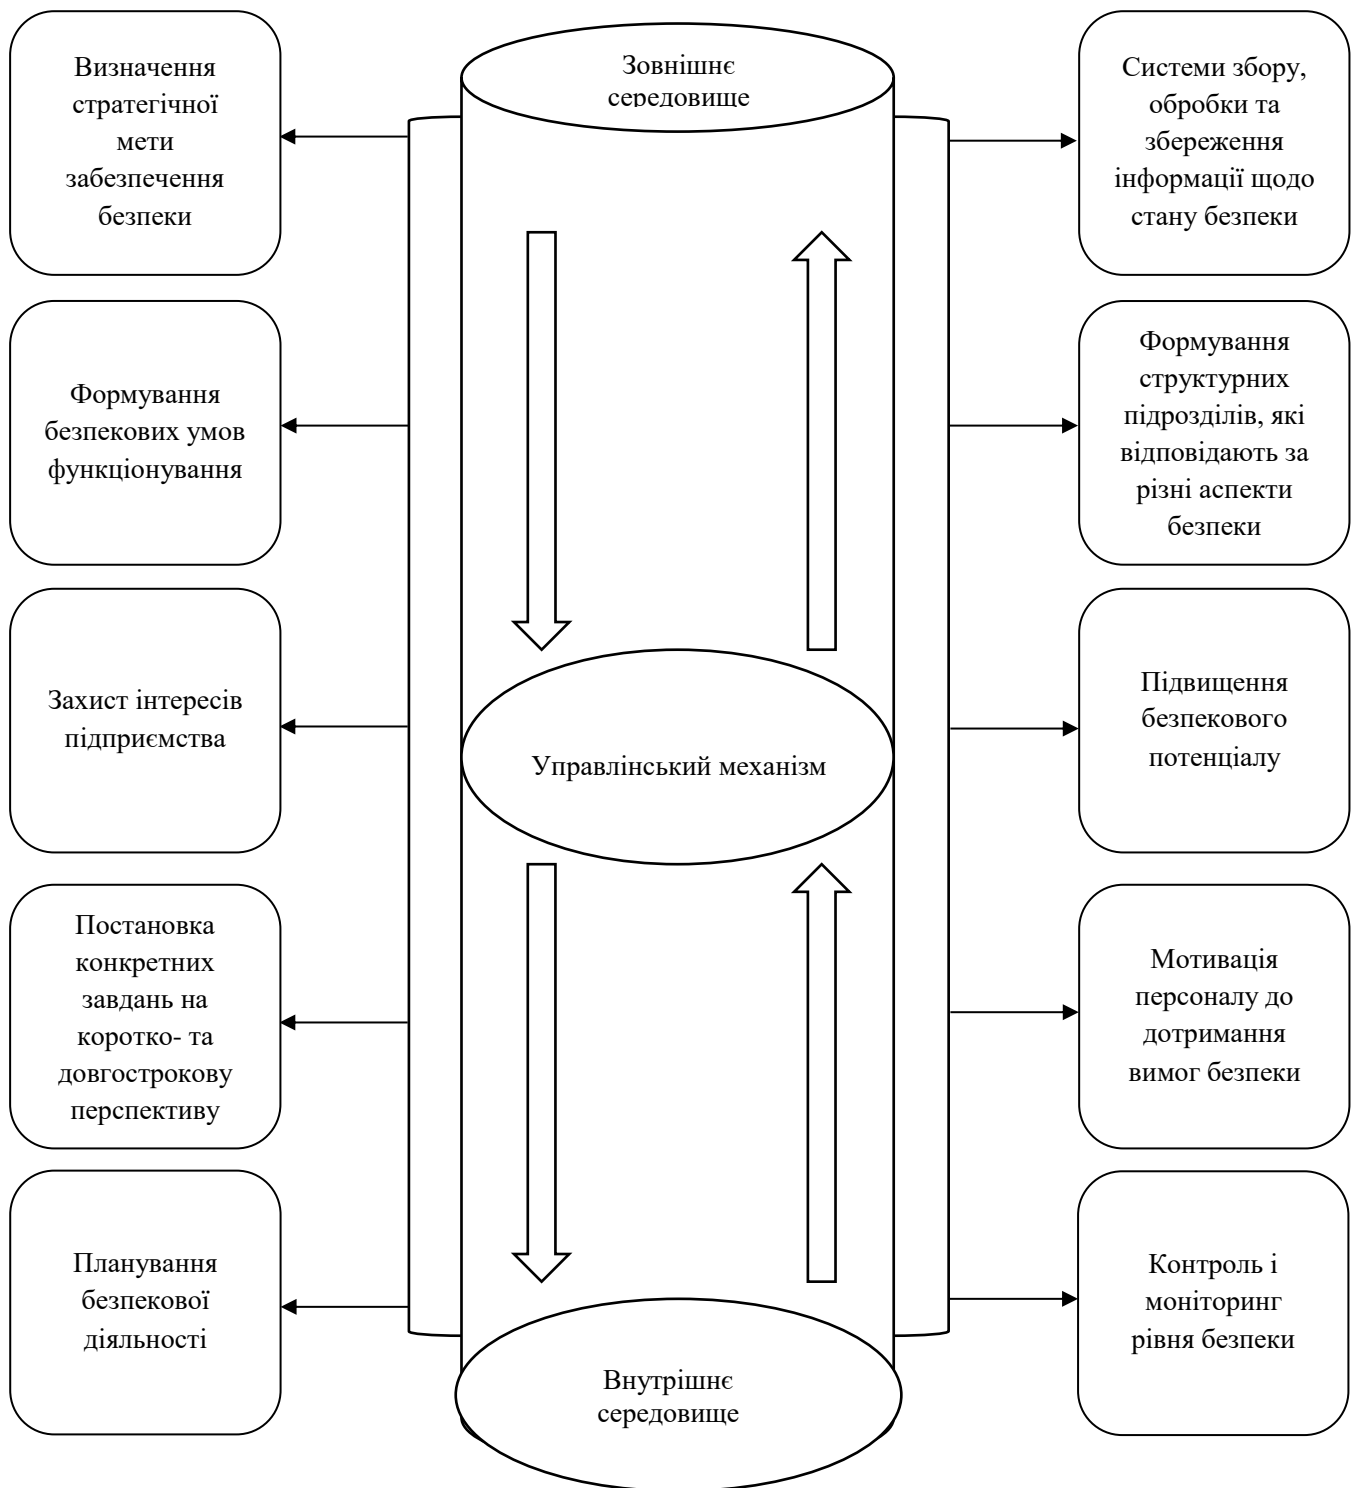 Визначення
стратегічної
мети
забезпечення
безпеки
Формування
безпекових умов
функціонування
Захист інтересів
підприємства
Постановка
конкретних
завдань на
коротко- та
довгострокову
перспективу
Планування
безпекової
діяльності
Зовнішнє
середовище
Управлінський механізм
Внутрішнє
середовище
Системи збору,
обробки та
збереження
інформації щодо
стану безпеки
Формування
структурних
підрозділів, які
відповідають за
різні аспекти
безпеки
Підвищення
безпекового
потенціалу
Мотивація
персоналу до
дотримання
вимог безпеки
Контроль і
моніторинг
рівня безпеки